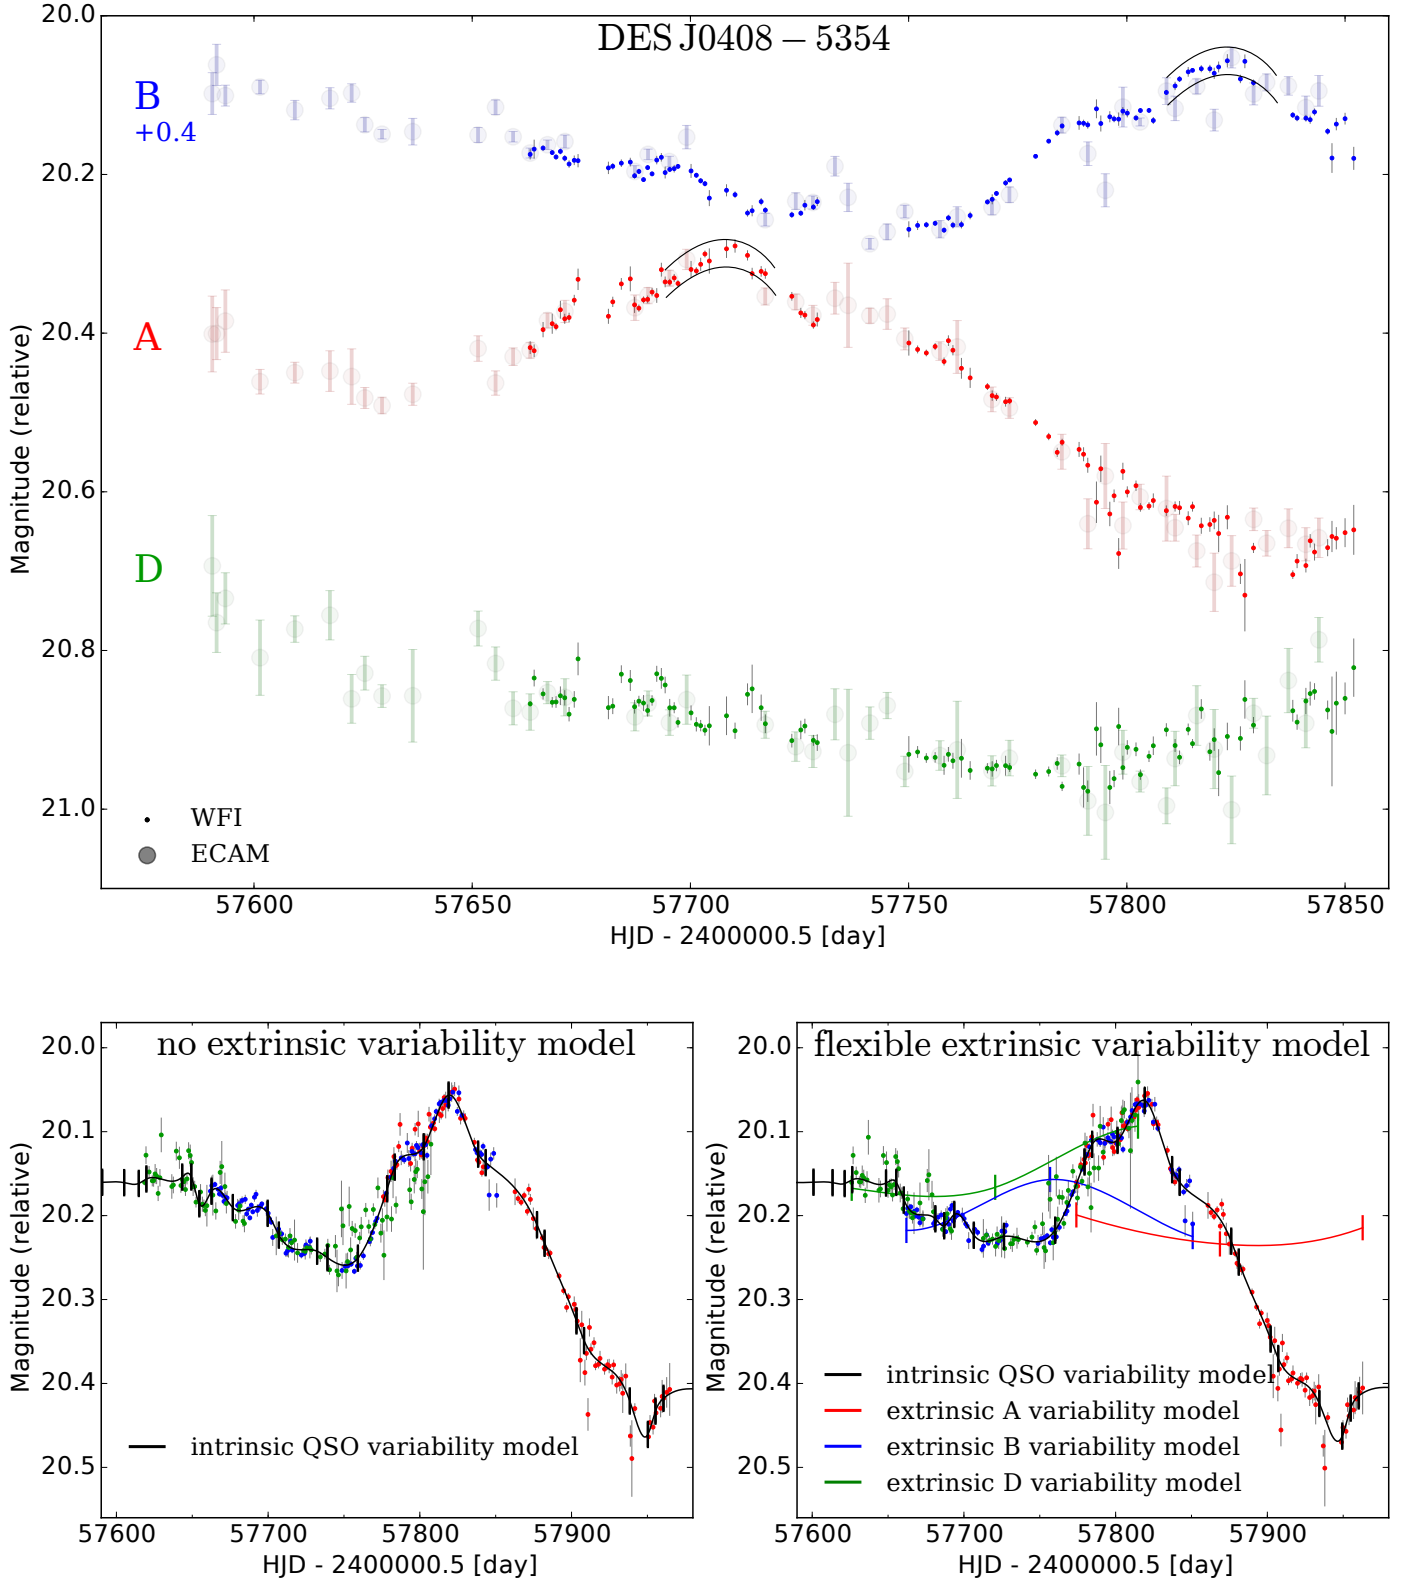 DES J0408 – 5354
20.0
20.2
20.4
20.6
20.8
21.0
Magnitude (relative)
B
+0.4
A
D
WFI
ECAM
57600
57650
57700
57750
57800
57850
HJD - 2400000.5 [day]
no extrinsic variability model
20.0
20.1
20.2
20.3
20.4
20.5
Magnitude (relative)
intrinsic QSO variability model
57600
57700
57800
57900
HJD - 2400000.5 [day]
flexible extrinsic variability model
20.0
20.1
20.2
20.3
20.4
20.5
Magnitude (relative)
intrinsic QSO variability model
extrinsic A variability model
extrinsic B variability model
extrinsic D variability model
57600
57700
57800
57900
HJD - 2400000.5 [day]